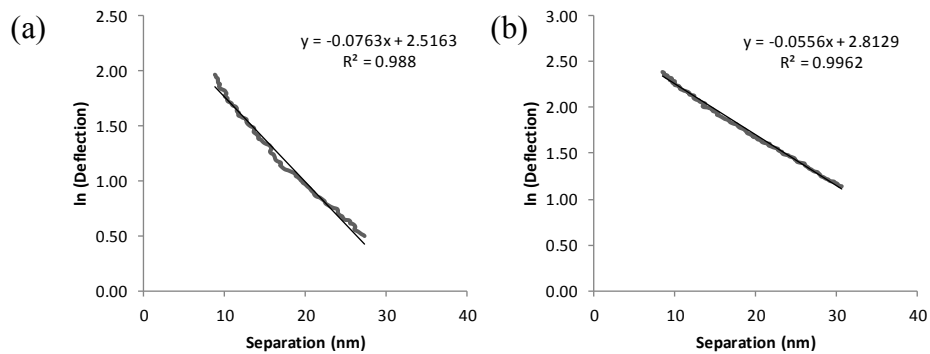 (a)
y = -0.0763x + 2.5163
R² = 0.988
ln (Deflection)
2.50
2.00
1.50
1.00
0.50
0.00
0 10 20 30 40
Separation (nm)
(b)
y = -0.0556x + 2.8129
R² = 0.9962
ln (Deflection)
3.00
2.50
2.00
1.50
1.00
0.50
0.00
0 10 20 30 40
Separation (nm)